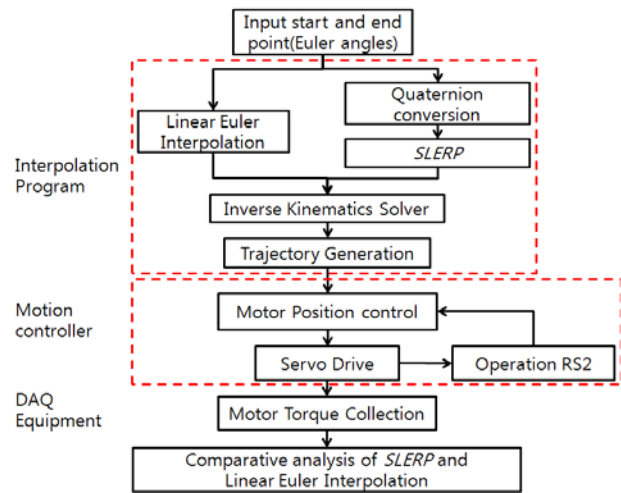 Input start and end
point(Euler angles)
Quaternion
conversion
Linear Euler
Interpolation
SLERP
Interpolation
Program
Inverse Kinematics Solver
Trajectory Generation
Motion
controller
Motor Position control
Servo Drive
Operation RS2
DAQ
Equipment
Motor Torque Collection
Comparative analysis of SLERP and
Linear Euler Interpolation